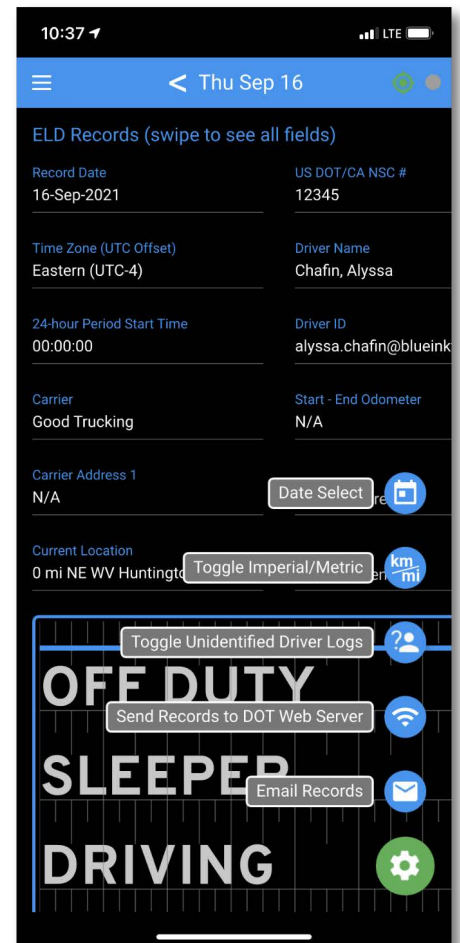 10:37
LTE
< Thu Sep 16
ELD Records (swipe to see all fields)
Record Date
US DOT/CA NSC #
16-Sep-2021
12345
Time Zone (UTC Offset)
Driver Name
Eastern (UTC-4)
Chafin, Alyssa
24-hour Period Start Time
Driver ID
00:00:00
alyssa.chafin@blueink
Carrier
Start - End Odometer
Good Trucking
N/A
Carrier Address 1
N/A
Date Select
Current Location
0 mi NE WV Huntingt
Toggle Imperial/Metric
km
mi
Toggle Unidentified Driver Logs
OFF DUTY
Send Records to DOT Web Server
SLEEPER
Email Records
DRIVING